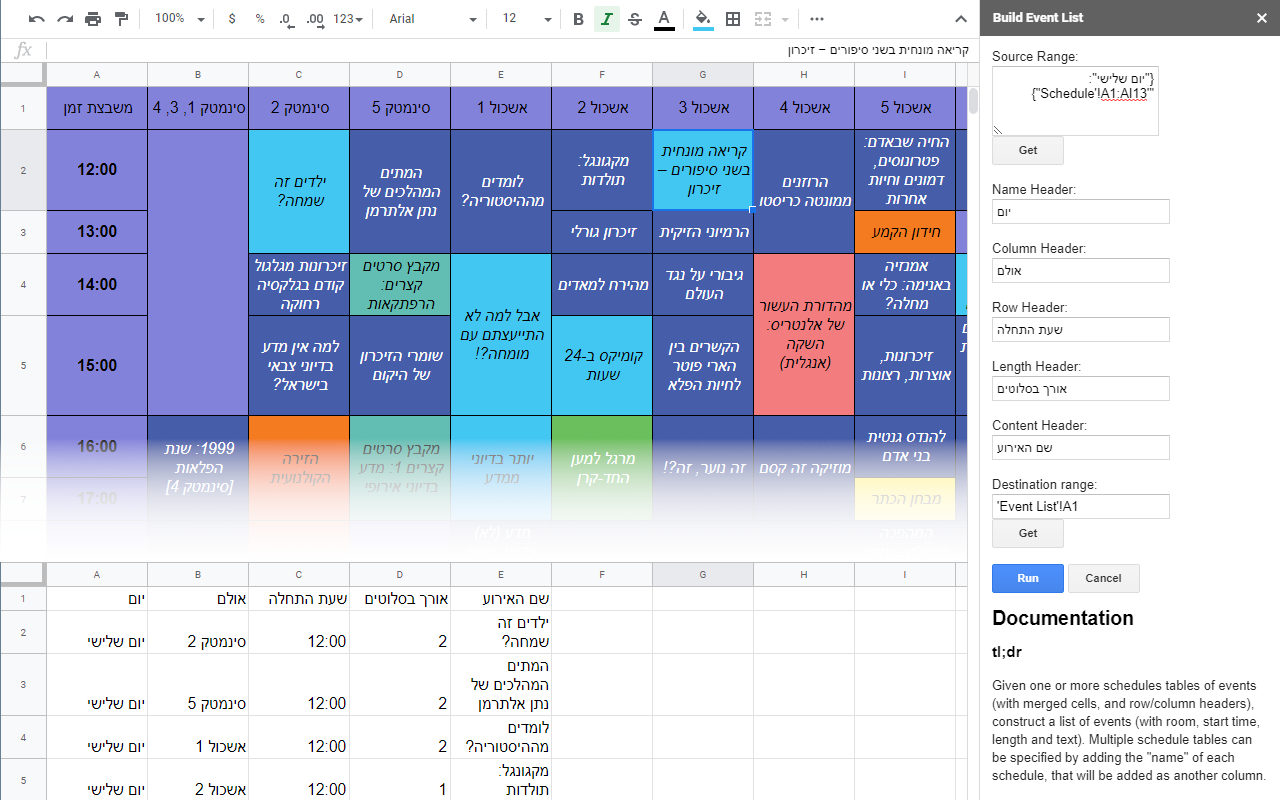 100%
$
%
.0
.00
123
Arial
12
B
I
S
A
Build Event List
fx
קריאה מונחית בשני סיפורים – זיכרון
A
B
C
D
E
F
G
H
I
1
משבצת זמן
סינמטק 1, 3, 4
סינמטק 2
סינמטק 5
אשכול 1
אשכול 2
אשכול 3
אשכול 4
אשכול 5
2
12:00
ילדים זה
שמחה?
המתים
המהלכים של
נתן אלתרמן
לומדים
מההיסטוריה?
מקגונגל:
תולדות
קריאה מונחית
בשני סיפורים –
זיכרון
הרוזנים
ממונטה כריסטו
החיה שבאדם:
פטרונוסים,
דמונים וחיות
אחרות
3
13:00
זיכרון גורלי
הרמיוני הזיקית
חידון הקמע
4
14:00
זיכרונות מגלגול
קודם בגלקסיה
רחוקה
מקבץ סרטים
קצרים:
הרפתקאות
אבל למה לא
התייעצתם עם
מומחה?!
מהירח למאדים
גיבורי על נגד
העולם
מהדורת העשור
של אלנטריס:
השקה
(אנגלית)
אמנזיה
באנימה: כלי או
מחלה?
5
15:00
למה אין מדע
בדיוני צבאי
בישראל?
שומרי הזיכרון
של היקום
קומיקס ב-24
שעות
הקשרים בין
הארי פוטר
לחיות הפלא
זיכרונות,
אוצרות, רצונות
6
16:00
1999: שנת
הפלאות
[סינמטק 4]
הזירה
הקולנועית
מקבץ סרטים
קצרים 1: מדע
בדיוני אירופי
יותר בדיוני
ממדע
מרגל למען
החד-קרן
זה נוער, זה?!
מוזיקה זה קסם
להנדס גנטית
בני אדם
7
17:00
מבחן הכתר
מדע (לא)
המהפכה
A
B
C
D
E
F
G
H
I
1
יום
אולם
שעת התחלה
אורך בסלוטים
שם האירוע
2
יום שלישי
סינמטק 2
12:00
2
ילדים זה
שמחה?
3
יום שלישי
סינמטק 5
12:00
2
המתים
המהלכים של
נתן אלתרמן
4
יום שלישי
אשכול 1
12:00
2
לומדים
מההיסטוריה?
5
יום שלישי
אשכול 2
12:00
1
מקגונגל:
תולדות
Source Range:
{"יום שלישי":
"'Schedule'!A1:AI13"}
Get
Name Header:
יום
Column Header:
אולם
Row Header:
שעת התחלה
Length Header:
אורך בסלוטים
Content Header:
שם האירוע
Destination range:
'Event List'!A1
Get
Run
Cancel
Documentation
tl;dr
Given one or more schedules tables of events
(with merged cells, and row/column headers),
construct a list of events (with room, start time,
length and text). Multiple schedule tables can
be specified by adding the "name" of each
schedule, that will be added as another column.